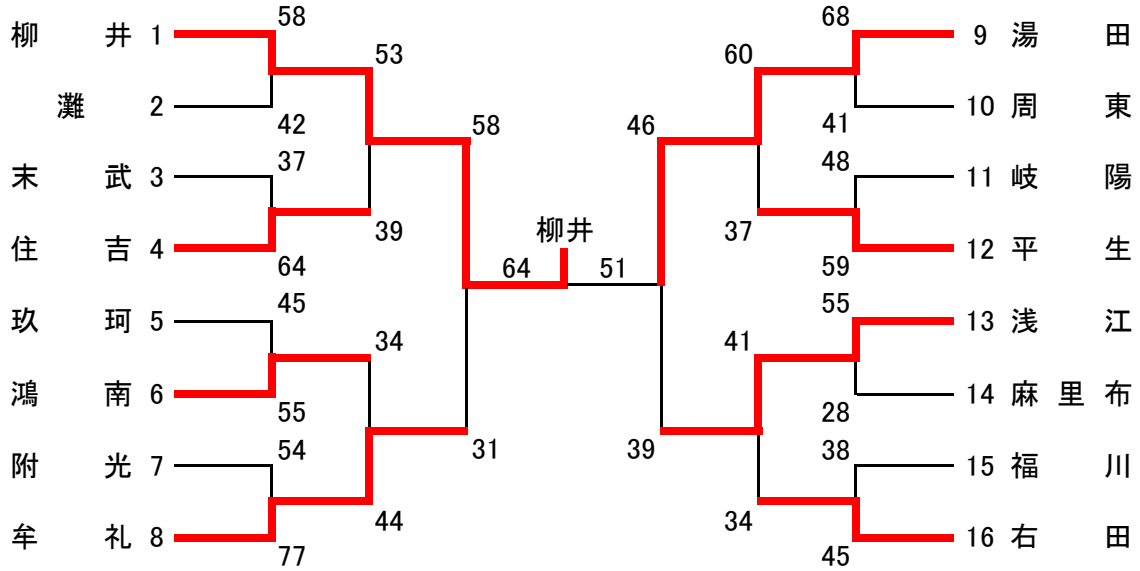 58
68
柳 井 1
9 湯 田
53
60
灘 2
10 周 東
42
58
46
41
37
48
末 武 3
11 岐 陽
39
柳井
37
住 吉 4
12 平 生
64
64
51
59
45
55
玖 珂 5
13 浅 江
34
41
鴻 南 6
14 麻 里 布
55
28
54
31
39
38
附 光 7
15 福 川
44
34
牟 礼 8
16 右 田
77
45